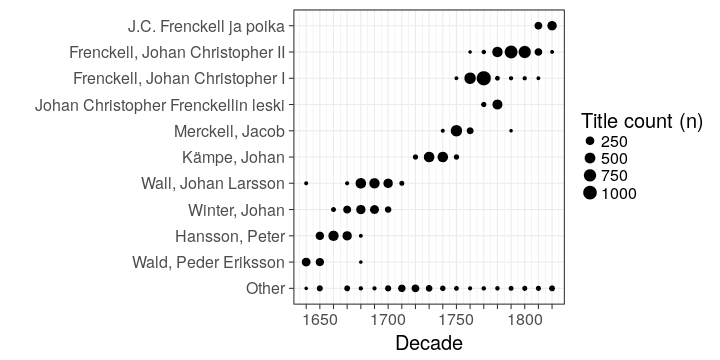 J.C. Frenckell ja poika
Frenckell, Johan Christopher II
Frenckell, Johan Christopher I
Johan Christopher Frenckellin leski
Merckell, Jacob
Kämpe, Johan
Wall, Johan Larsson
Winter, Johan
Hansson, Peter
Wald, Peder Eriksson
Other
1650 1700 1750 1800
Decade
Title count (n)
250
500
750
1000